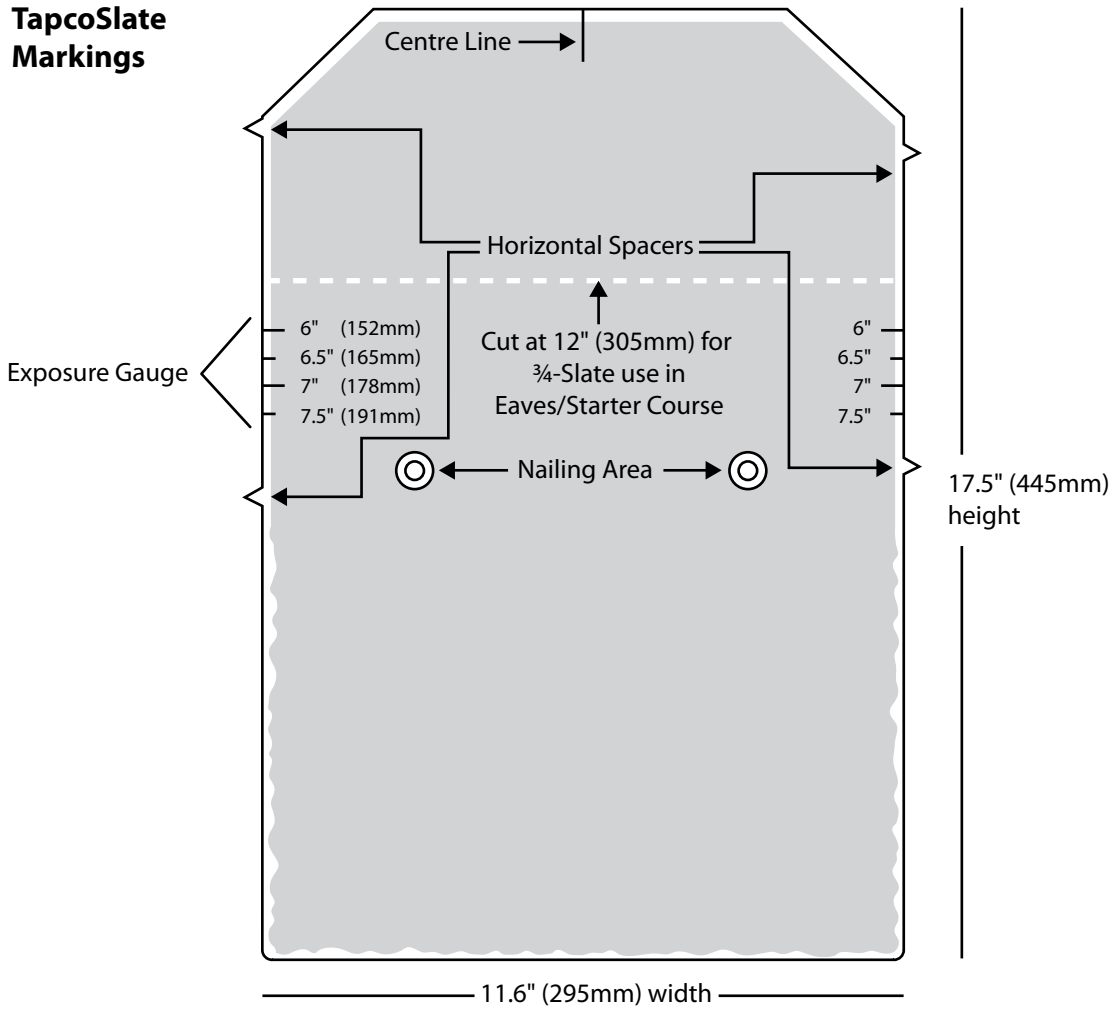 TapcoSlate
Markings
Centre Line
Horizontal Spacers
Exposure Gauge
6" (152mm)
6.5" (165mm)
7" (178mm)
7.5" (191mm)
Cut at 12" (305mm) for
¾-Slate use in
Eaves/Starter Course
6"
6.5"
7"
7.5"
Nailing Area
17.5" (445mm)
height
11.6" (295mm) width